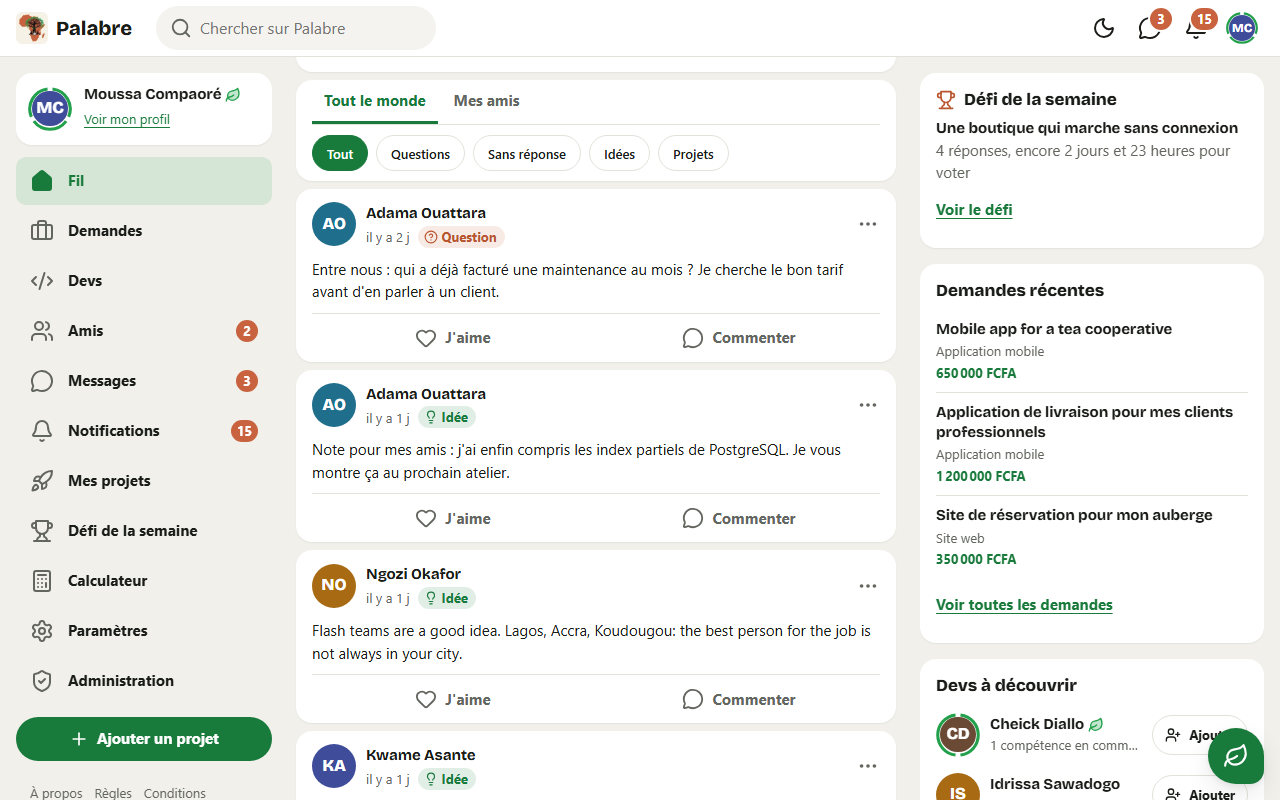 Palabre
Chercher sur Palabre
3
15
MC
MC
Moussa Compaoré
Voir mon profil
Fil
Demandes
Devs
Amis
2
Messages
3
Notifications
15
Mes projets
Défi de la semaine
Calculateur
Paramètres
Administration
Ajouter un projet
À propos Règles Conditions
Tout le monde Mes amis
Tout Questions Sans réponse Idées Projets
AO
Adama Ouattara
il y a 2 j Question
Entre nous : qui a déjà facturé une maintenance au mois ? Je cherche le bon tarif
avant d'en parler à un client.
J'aime Commenter
AO
Adama Ouattara
il y a 1 j Idée
Note pour mes amis : j'ai enfin compris les index partiels de PostgreSQL. Je vous
montre ça au prochain atelier.
J'aime Commenter
NO
Ngozi Okafor
il y a 1 j Idée
Flash teams are a good idea. Lagos, Accra, Koudougou: the best person for the job is
not always in your city.
J'aime Commenter
KA
Kwame Asante
il y a 1 j Idée
Défi de la semaine
Une boutique qui marche sans connexion
4 réponses, encore 2 jours et 23 heures pour
voter
Voir le défi
Demandes récentes
Mobile app for a tea cooperative
Application mobile
650 000 FCFA
Application de livraison pour mes clients
professionnels
Application mobile
1 200 000 FCFA
Site de réservation pour mon auberge
Site web
350 000 FCFA
Voir toutes les demandes
Devs à découvrir
CD
Cheick Diallo
1 compétence en comm...
IS
Idrissa Sawadogo
Ajouter